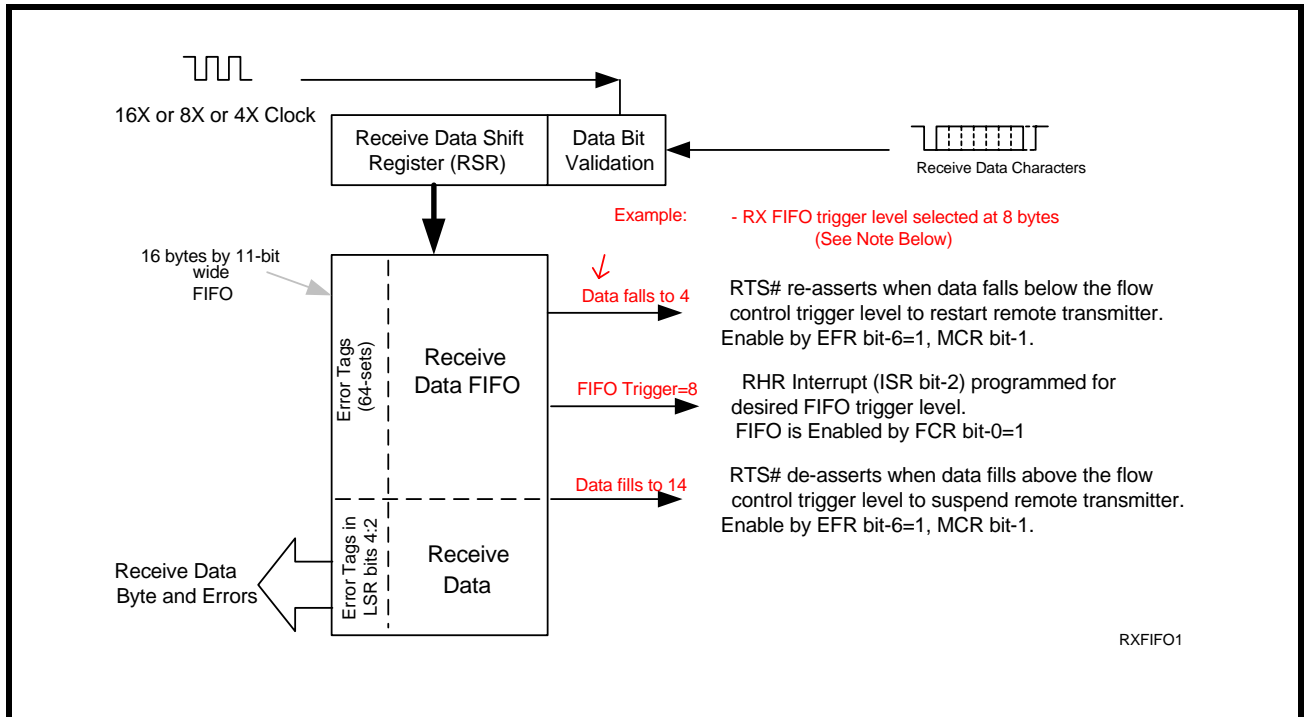 16X or 8X or 4X Clock
Receive Data Shift
Register (RSR)
Data Bit
Validation
Receive Data Characters
Example:
- RX FIFO trigger level selected at 8 bytes
(See Note Below)
16 bytes by 11-bit
wide
FIFO
Error Tags
(64-sets)
Receive
Data FIFO
Data falls to 4
RTS# re-asserts when data falls below the flow
control trigger level to restart remote transmitter.
Enable by EFR bit-6=1, MCR bit-1.
FIFO Trigger=8
RHR Interrupt (ISR bit-2) programmed for
desired FIFO trigger level.
FIFO is Enabled by FCR bit-0=1
Data fills to 14
RTS# de-asserts when data fills above the flow
control trigger level to suspend remote transmitter.
Enable by EFR bit-6=1, MCR bit-1.
Error Tags in
LSR bits 4:2
Receive
Data
Receive Data
Byte and Errors
RXFIFO1